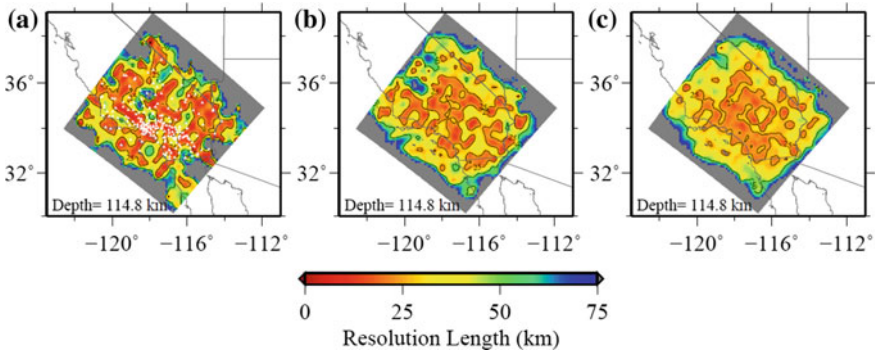 (a) (b) (c)
36° 36° 36°
32° 32° 32°
Depth= 114.8 km Depth= 114.8 km Depth= 114.8 km
−120° −116° −112° −120° −116° −112° −120° −116° −112°
0 25 50 75
Resolution Length (km)